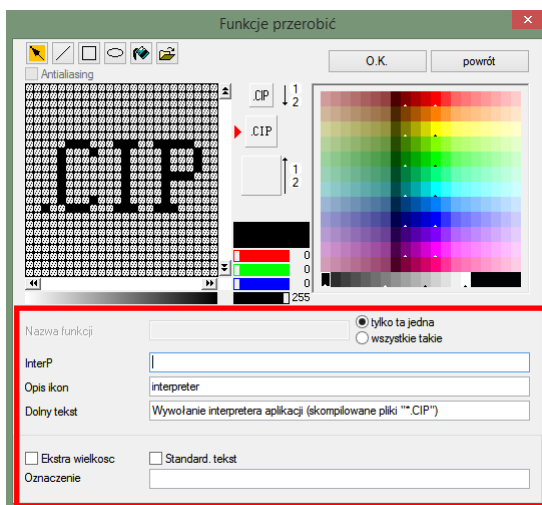 Funkcje przerobić
O.K.
powrót
Antialiasing
.CIP
1
2
.CIP
.CIP
1
2
0
0
0
255
Nazwa funkcji
tylko ta jedna
wszystkie takie
InterP
Opis ikon
interpreter
Dolny tekst
Wywołanie interpretera aplikacji (skompilowane pliki "*.CIP")
Ekstra wielkosc
Standard. tekst
Oznaczenie